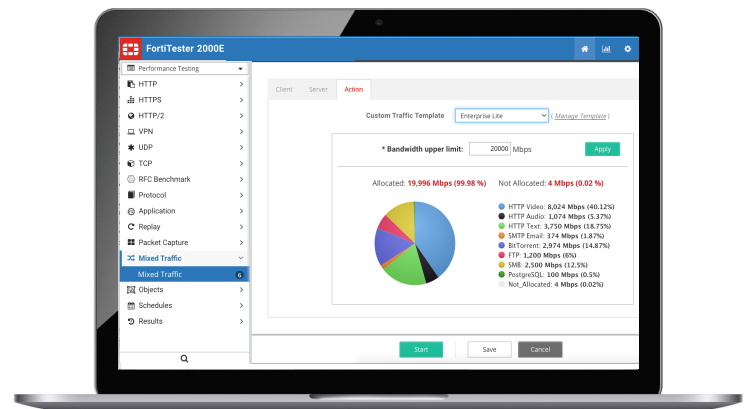 FortiTester 2000E
Performance Testing
HTTP
HTTPS
HTTP/2
VPN
UDP
TCP
RFC Benchmark
Protocol
Application
Replay
Packet Capture
Mixed Traffic
Mixed Traffic 6
Objects
Schedules
Results
Client Server Action
Custom Traffic Template Enterprise Lite ( Manage Template )
* Bandwidth upper limit: 20000 Mbps Apply
Allocated: 19,996 Mbps (99.98 %) Not Allocated: 4 Mbps (0.02 %)
HTTP Video: 8,024 Mbps (40.12%)
HTTP Audio: 1,074 Mbps (5.37%)
HTTP Text: 3,750 Mbps (18.75%)
SMTP Email: 374 Mbps (1.87%)
BitTorrent: 2,974 Mbps (14.87%)
FTP: 1,200 Mbps (6%)
SMB: 2,500 Mbps (12.5%)
PostgreSQL: 100 Mbps (0.5%)
Not_Allocated: 4 Mbps (0.02%)
Start Save Cancel